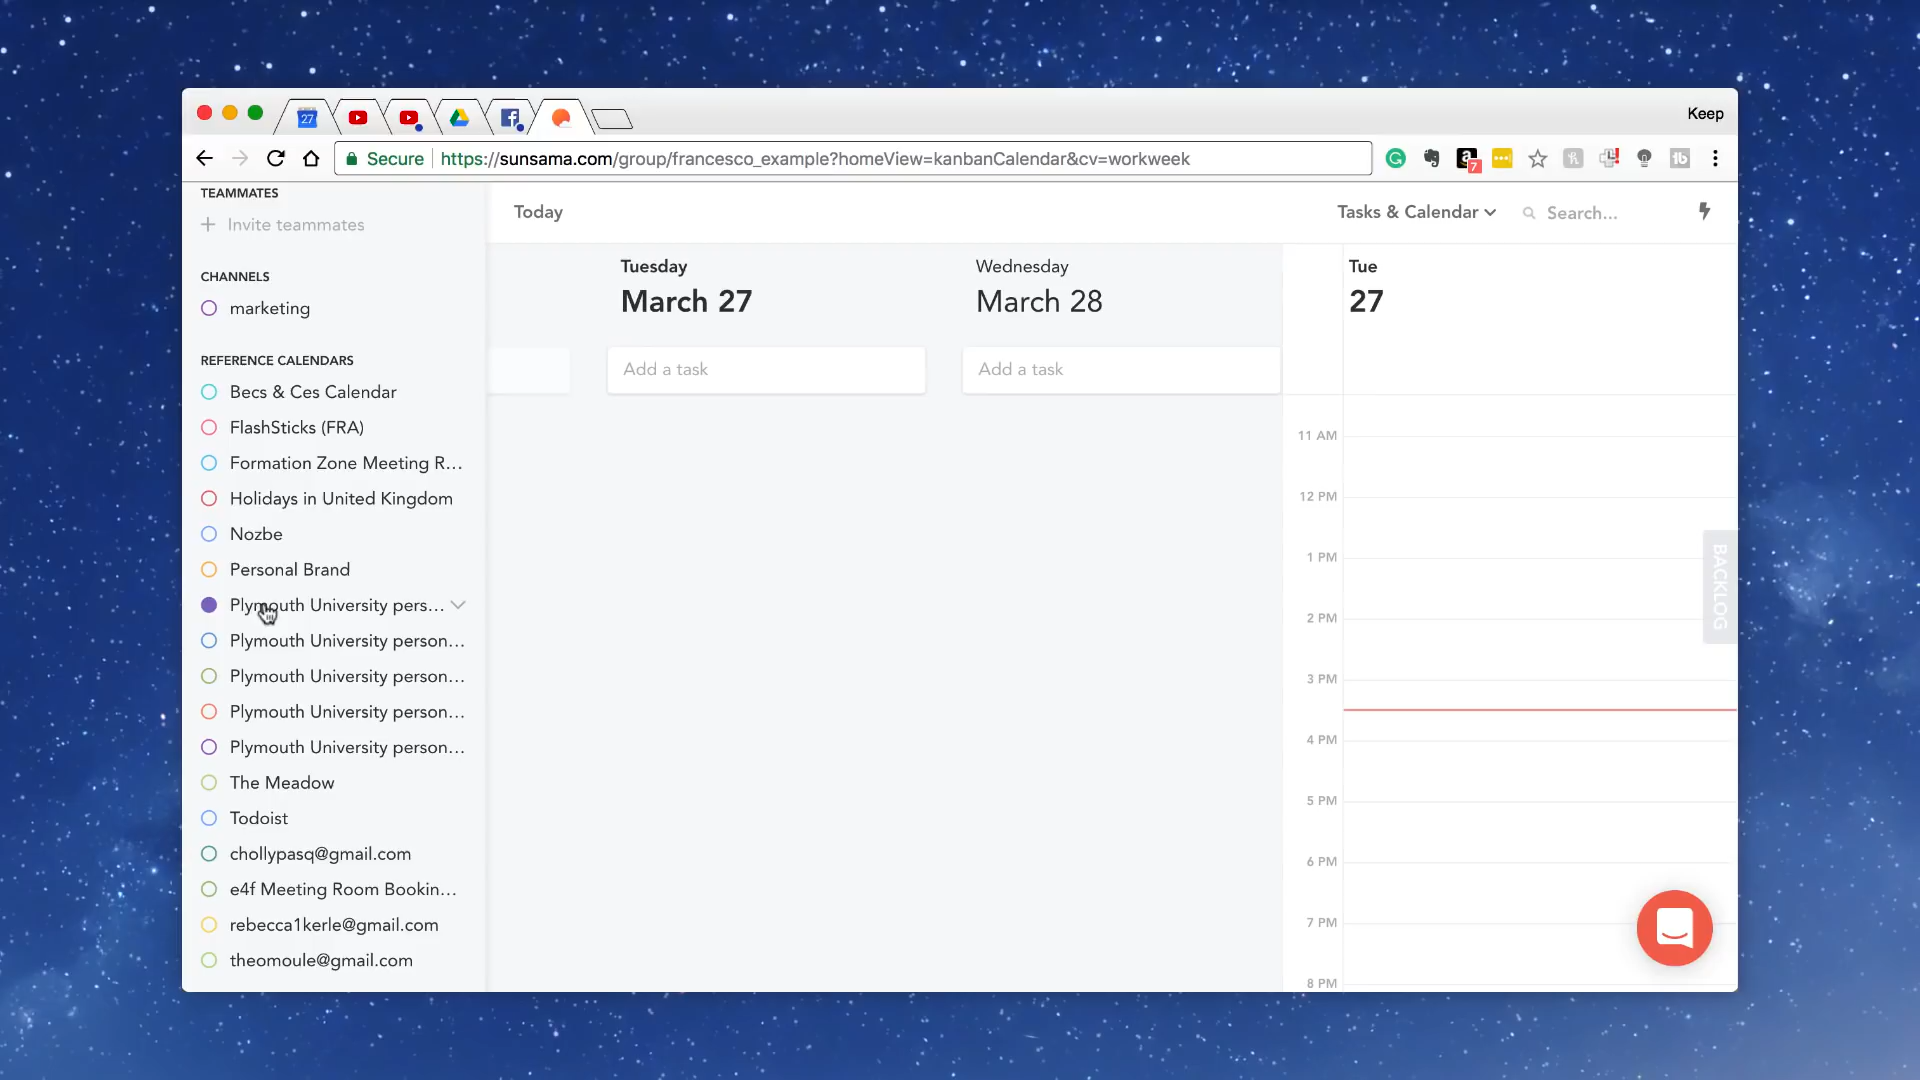 27
Keep
Secure
https://sunsama.com/group/francesco_example?homeView=kanbanCalendar&cv=workweek
a
7
TEAMMATES
Invite teammates
Today
Tasks & Calendar
Search...
CHANNELS
marketing
REFERENCE CALENDARS
Becs & Ces Calendar
FlashSticks (FRA)
Formation Zone Meeting R...
Holidays in United Kingdom
Nozbe
Personal Brand
Plymouth University pers...
Plymouth University person...
Plymouth University person...
Plymouth University person...
Plymouth University person...
The Meadow
Todoist
chollypasq@gmail.com
e4f Meeting Room Bookin...
rebecca1kerle@gmail.com
theomoule@gmail.com
Tuesday
March 27
Add a task
Wednesday
March 28
Add a task
Tue
27
11 AM
12 PM
1 PM
2 PM
3 PM
4 PM
5 PM
6 PM
7 PM
8 PM
BACKLOG